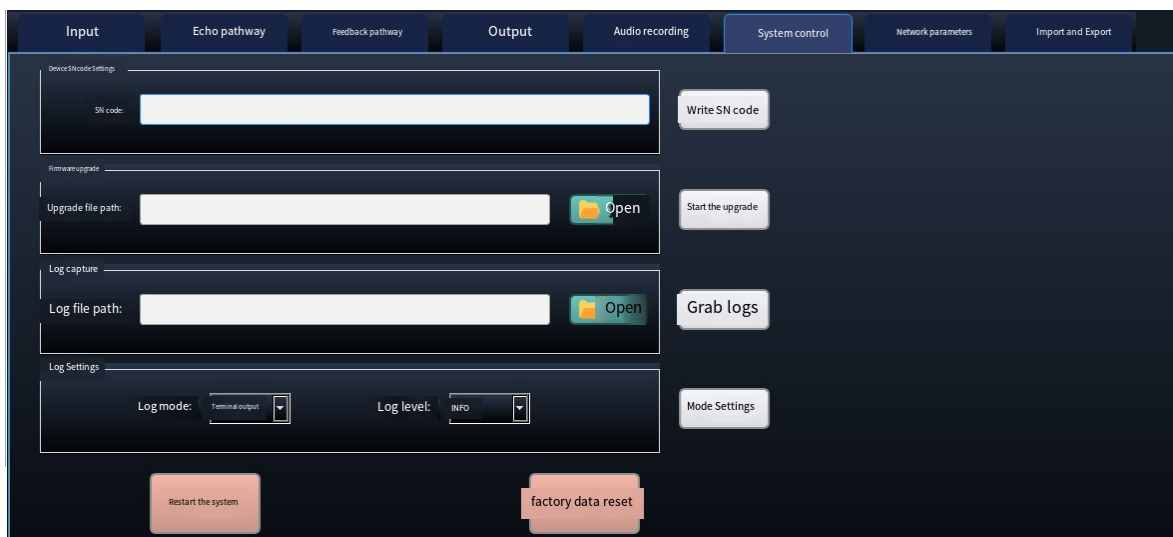 Input
Echo pathway
Feedback pathway
Output
Audio recording
System control
Network parameters
Import and Export
Device SN code Settings
SN code:
Write SN code
Firmware upgrade
Upgrade file path:
Open
Start the upgrade
Log capture
Log file path:
Open
Grab logs
Log Settings
Log mode:
Terminal output
Log level:
INFO
Mode Settings
Restart the system
factory data reset